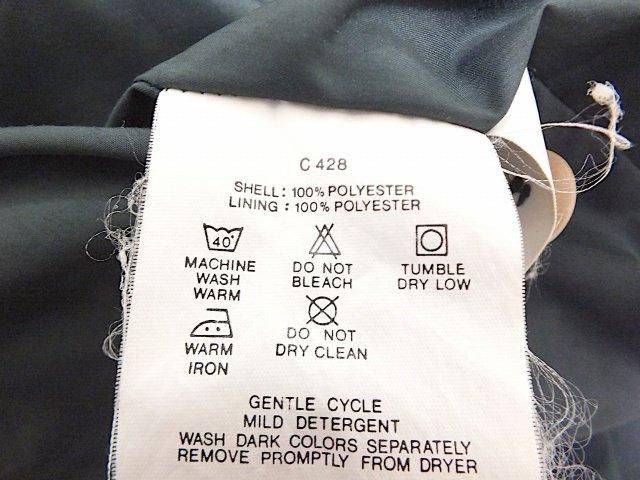 C 428
SHELL: 100% POLYESTER
LINING : 100% POLYESTER
40°
MACHINE
WASH
WARM
DO NOT
BLEACH
TUMBLE
DRY LOW
WARM
IRON
DO NOT
DRY CLEAN
GENTLE CYCLE
MILD DETERGENT
WASH DARK COLORS SEPARATELY
REMOVE PROMPTLY FROM DRYER